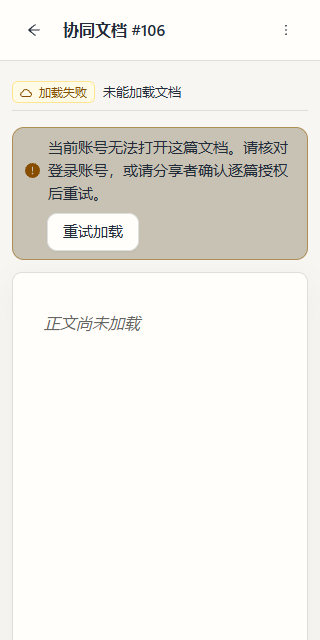 协同文档 #106
加载失败 未能加载文档
当前账号无法打开这篇文档。请核对
登录账号，或请分享者确认逐篇授权
后重试。
重试加载
正文尚未加载